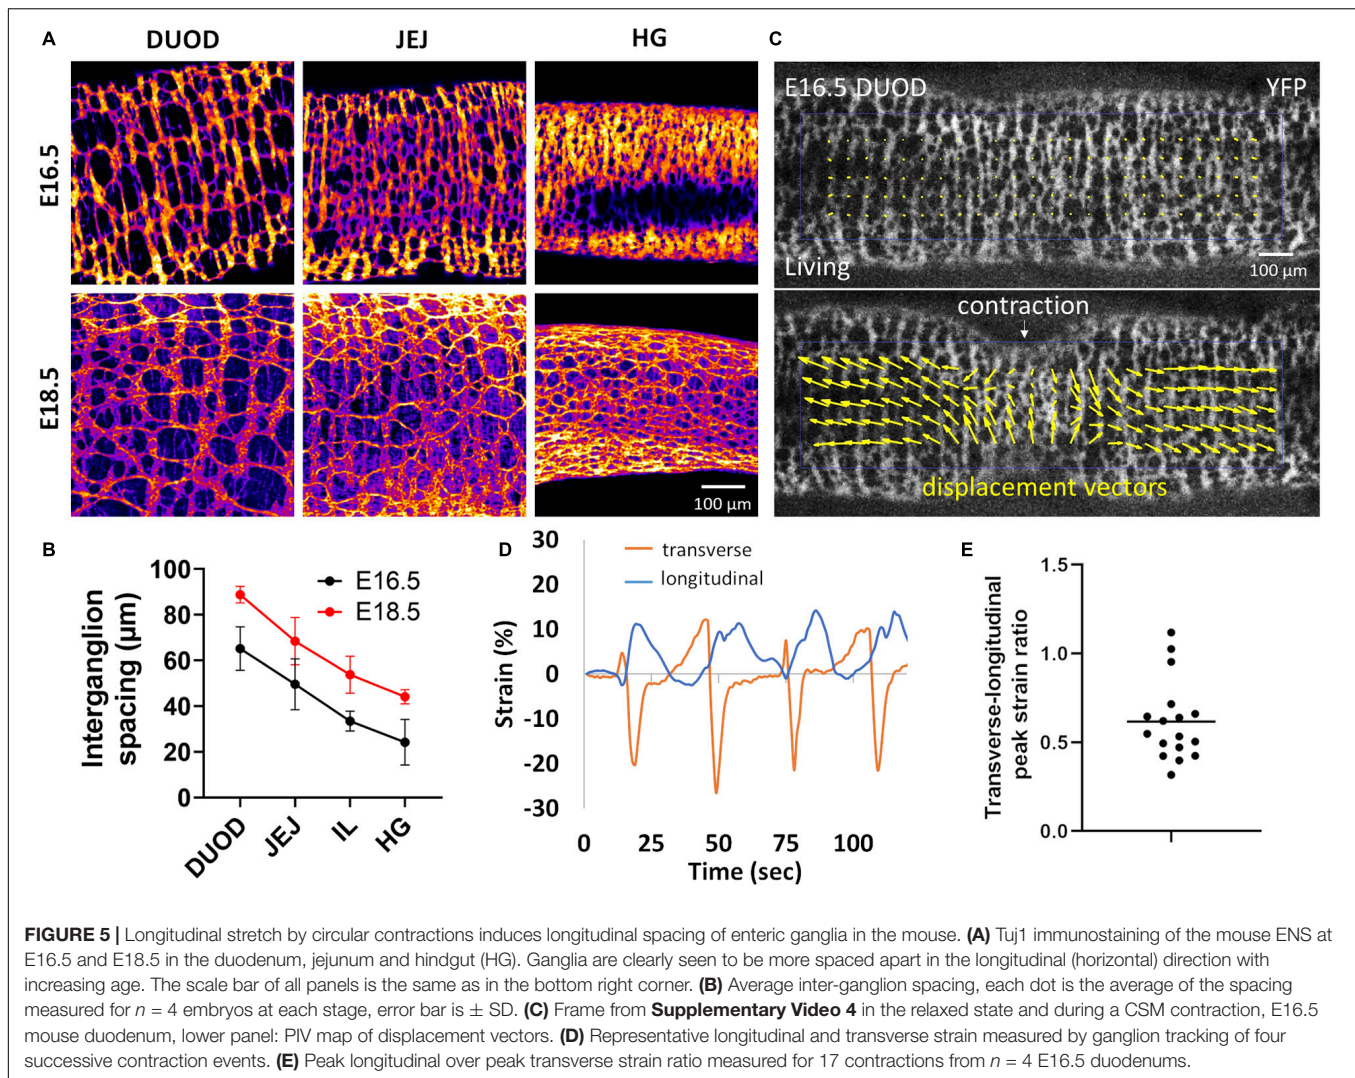 A
DUOD
JEJ
HG
E16.5
E18.5
100 µm
C
E16.5 DUOD
YFP
Living
100 µm
contraction
displacement vectors
B
Interganglion
spacing (µm)
100
80
60
40
20
0
E16.5
E18.5
DUOD
JEJ
IL
HG
D
Strain (%)
30
20
10
0
-10
-20
-30
transverse
longitudinal
0
25
50
75
100
Time (sec)
E
Transverse-longitudinal
peak strain ratio
1.5
1.0
0.5
0.0
FIGURE 5 | Longitudinal stretch by circular contractions induces longitudinal spacing of enteric ganglia in the mouse. (A) Tuj1 immunostaining of the mouse ENS at
E16.5 and E18.5 in the duodenum, jejunum and hindgut (HG). Ganglia are clearly seen to be more spaced apart in the longitudinal (horizontal) direction with
increasing age. The scale bar of all panels is the same as in the bottom right corner. (B) Average inter-ganglion spacing, each dot is the average of the spacing
measured for n = 4 embryos at each stage, error bar is ± SD. (C) Frame from Supplementary Video 4 in the relaxed state and during a CSM contraction, E16.5
mouse duodenum, lower panel: PIV map of displacement vectors. (D) Representative longitudinal and transverse strain measured by ganglion tracking of four
successive contraction events. (E) Peak longitudinal over peak transverse strain ratio measured for 17 contractions from n = 4 E16.5 duodenums.